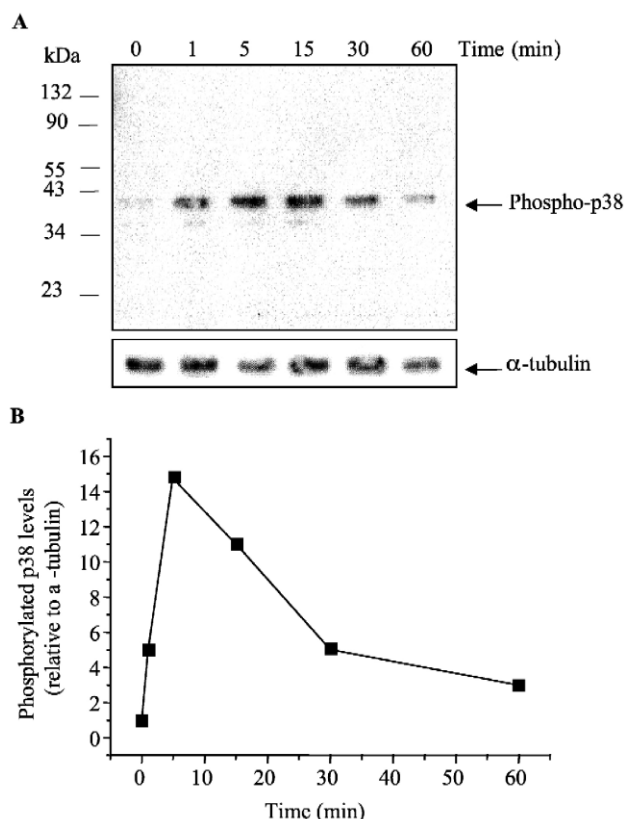 A
kDa 0 1 5 15 30 60 Time (min)
132
90
55
43
Phospho-p38
34
23
α-tubulin
B
Phosphorylated p38 levels
(relative to a -tubulin)
16
14
12
10
8
6
4
2
0
0 10 20 30 40 50 60
Time (min)